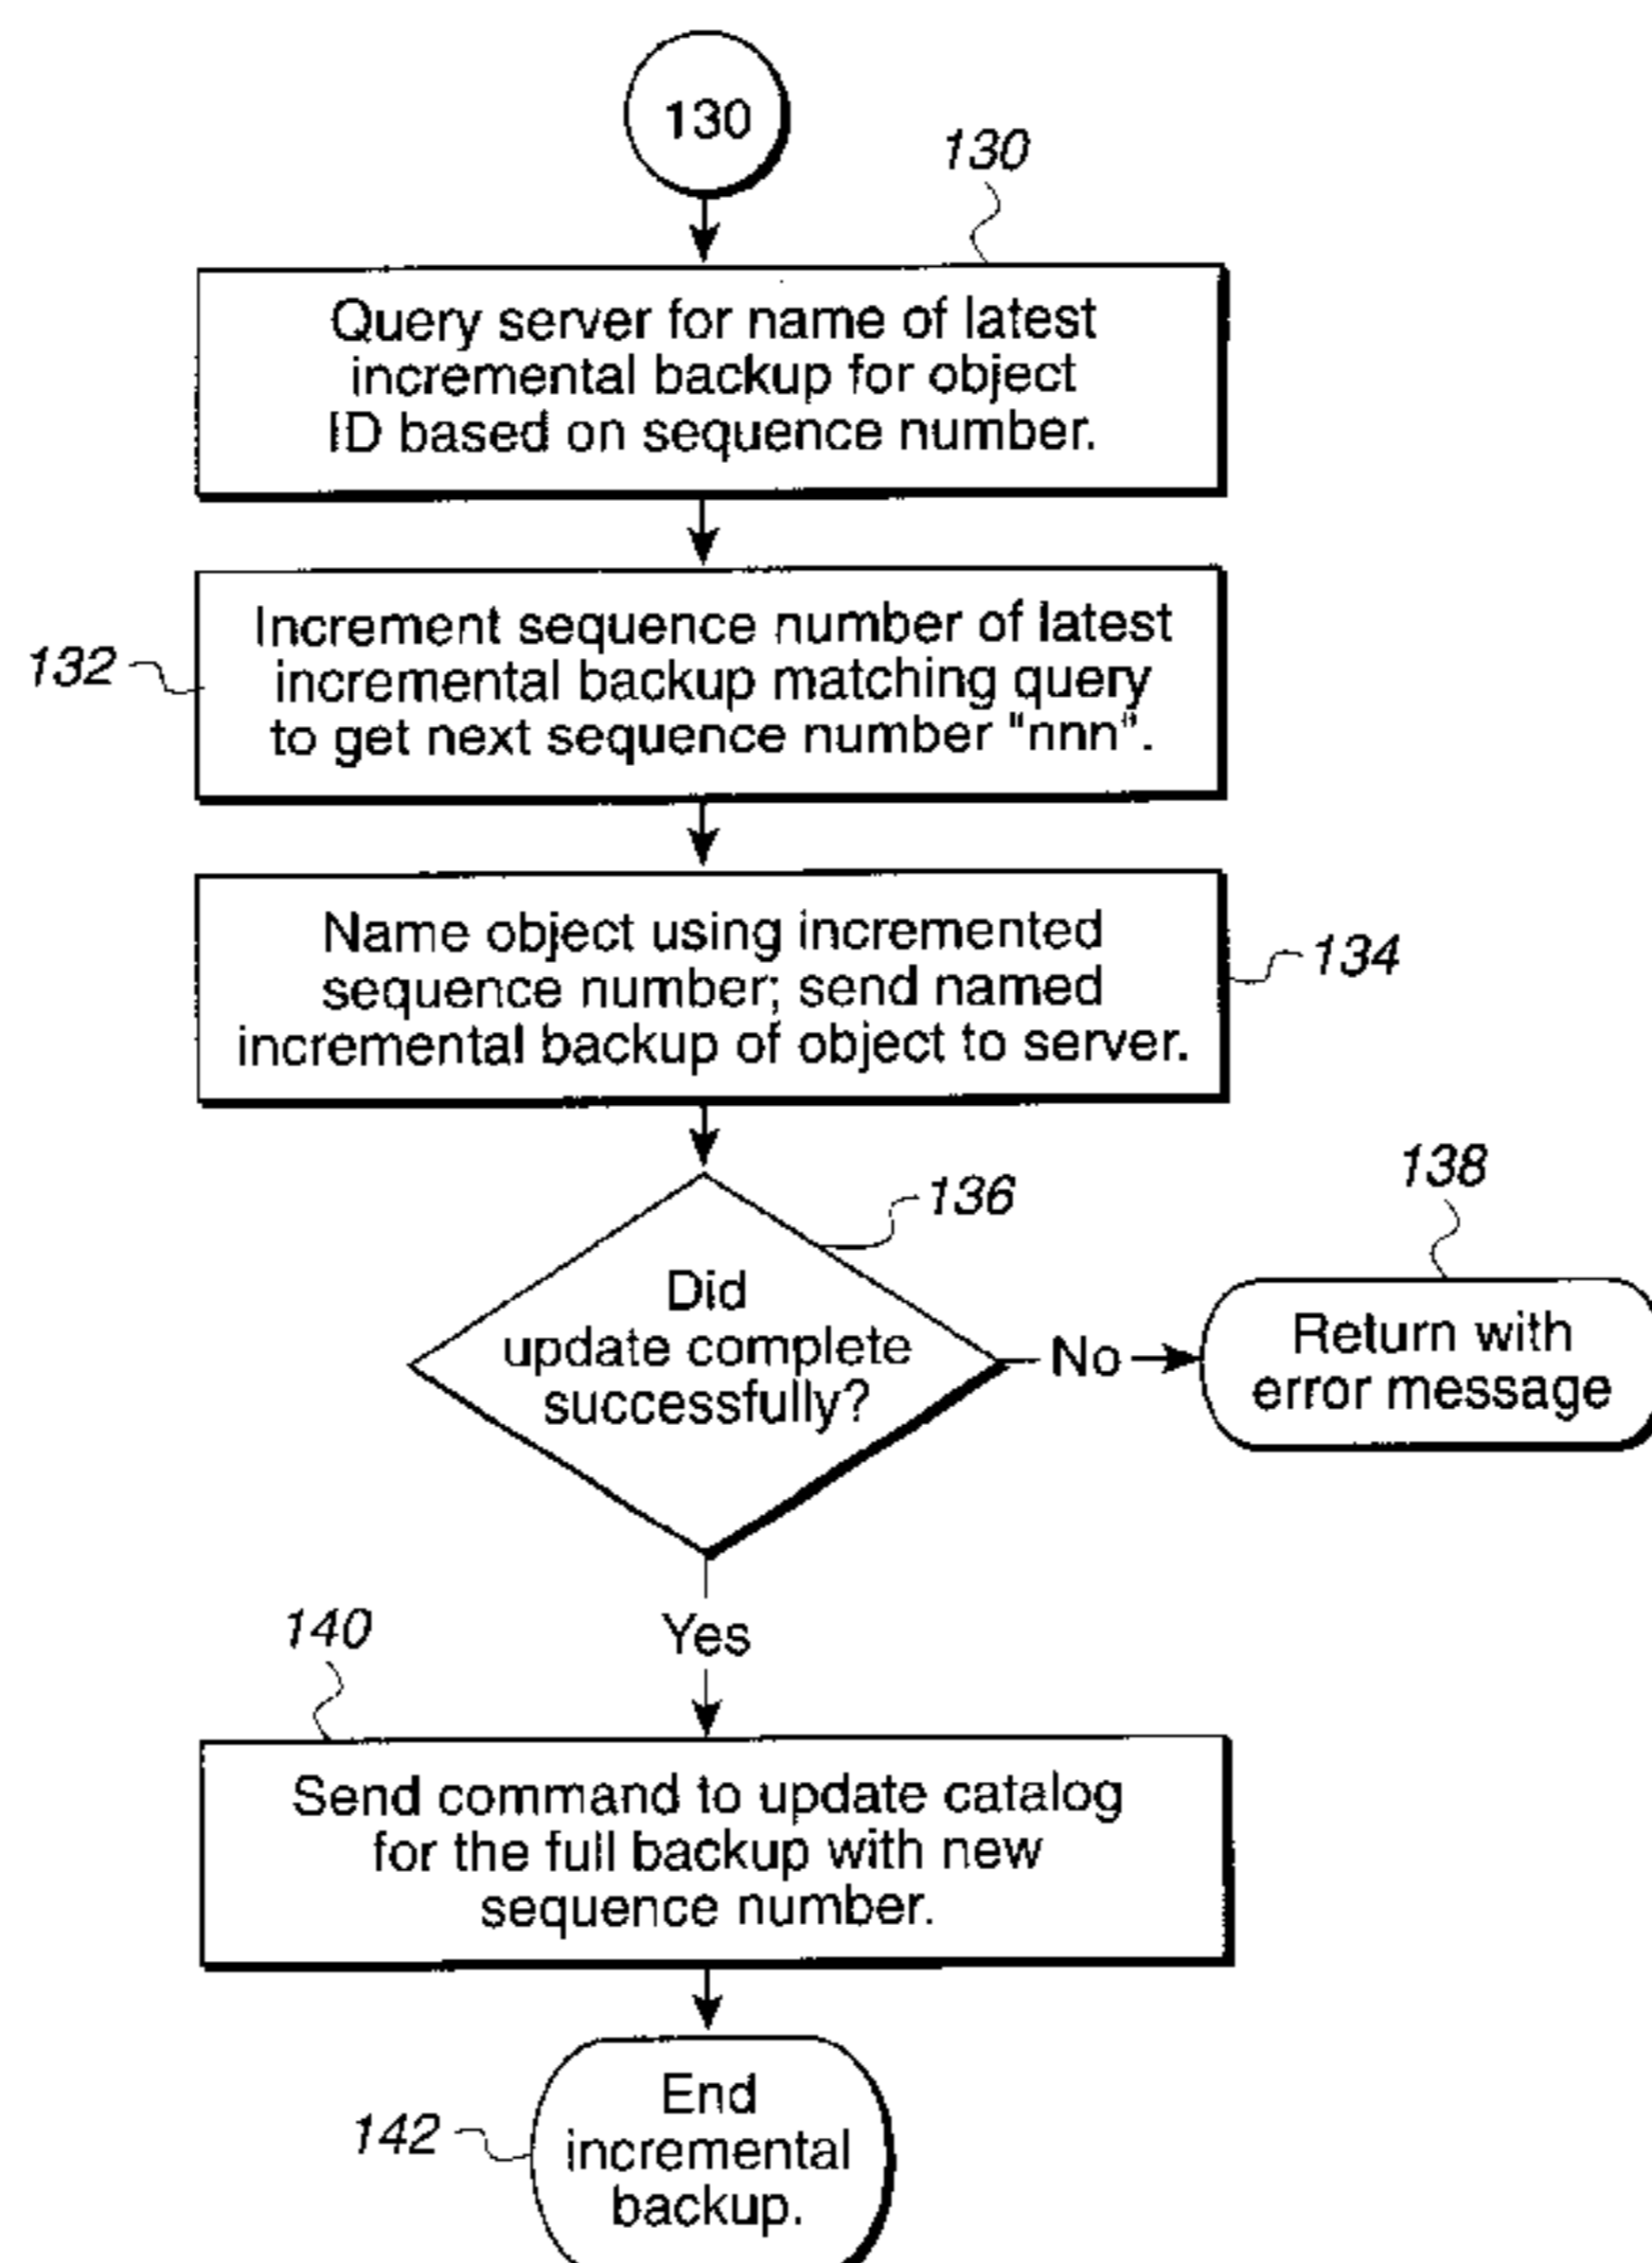 130
130
Query server for name of latest
incremental backup for object
ID based on sequence number.
132
Increment sequence number of latest
incremental backup matching query
to get next sequence number "nnn".
Name object using incremented
sequence number; send named
incremental backup of object to server.
134
136
Did
update complete
successfully?
No
138
Return with
error message
Yes
140
Send command to update catalog
for the full backup with new
sequence number.
142
End
incremental
backup.